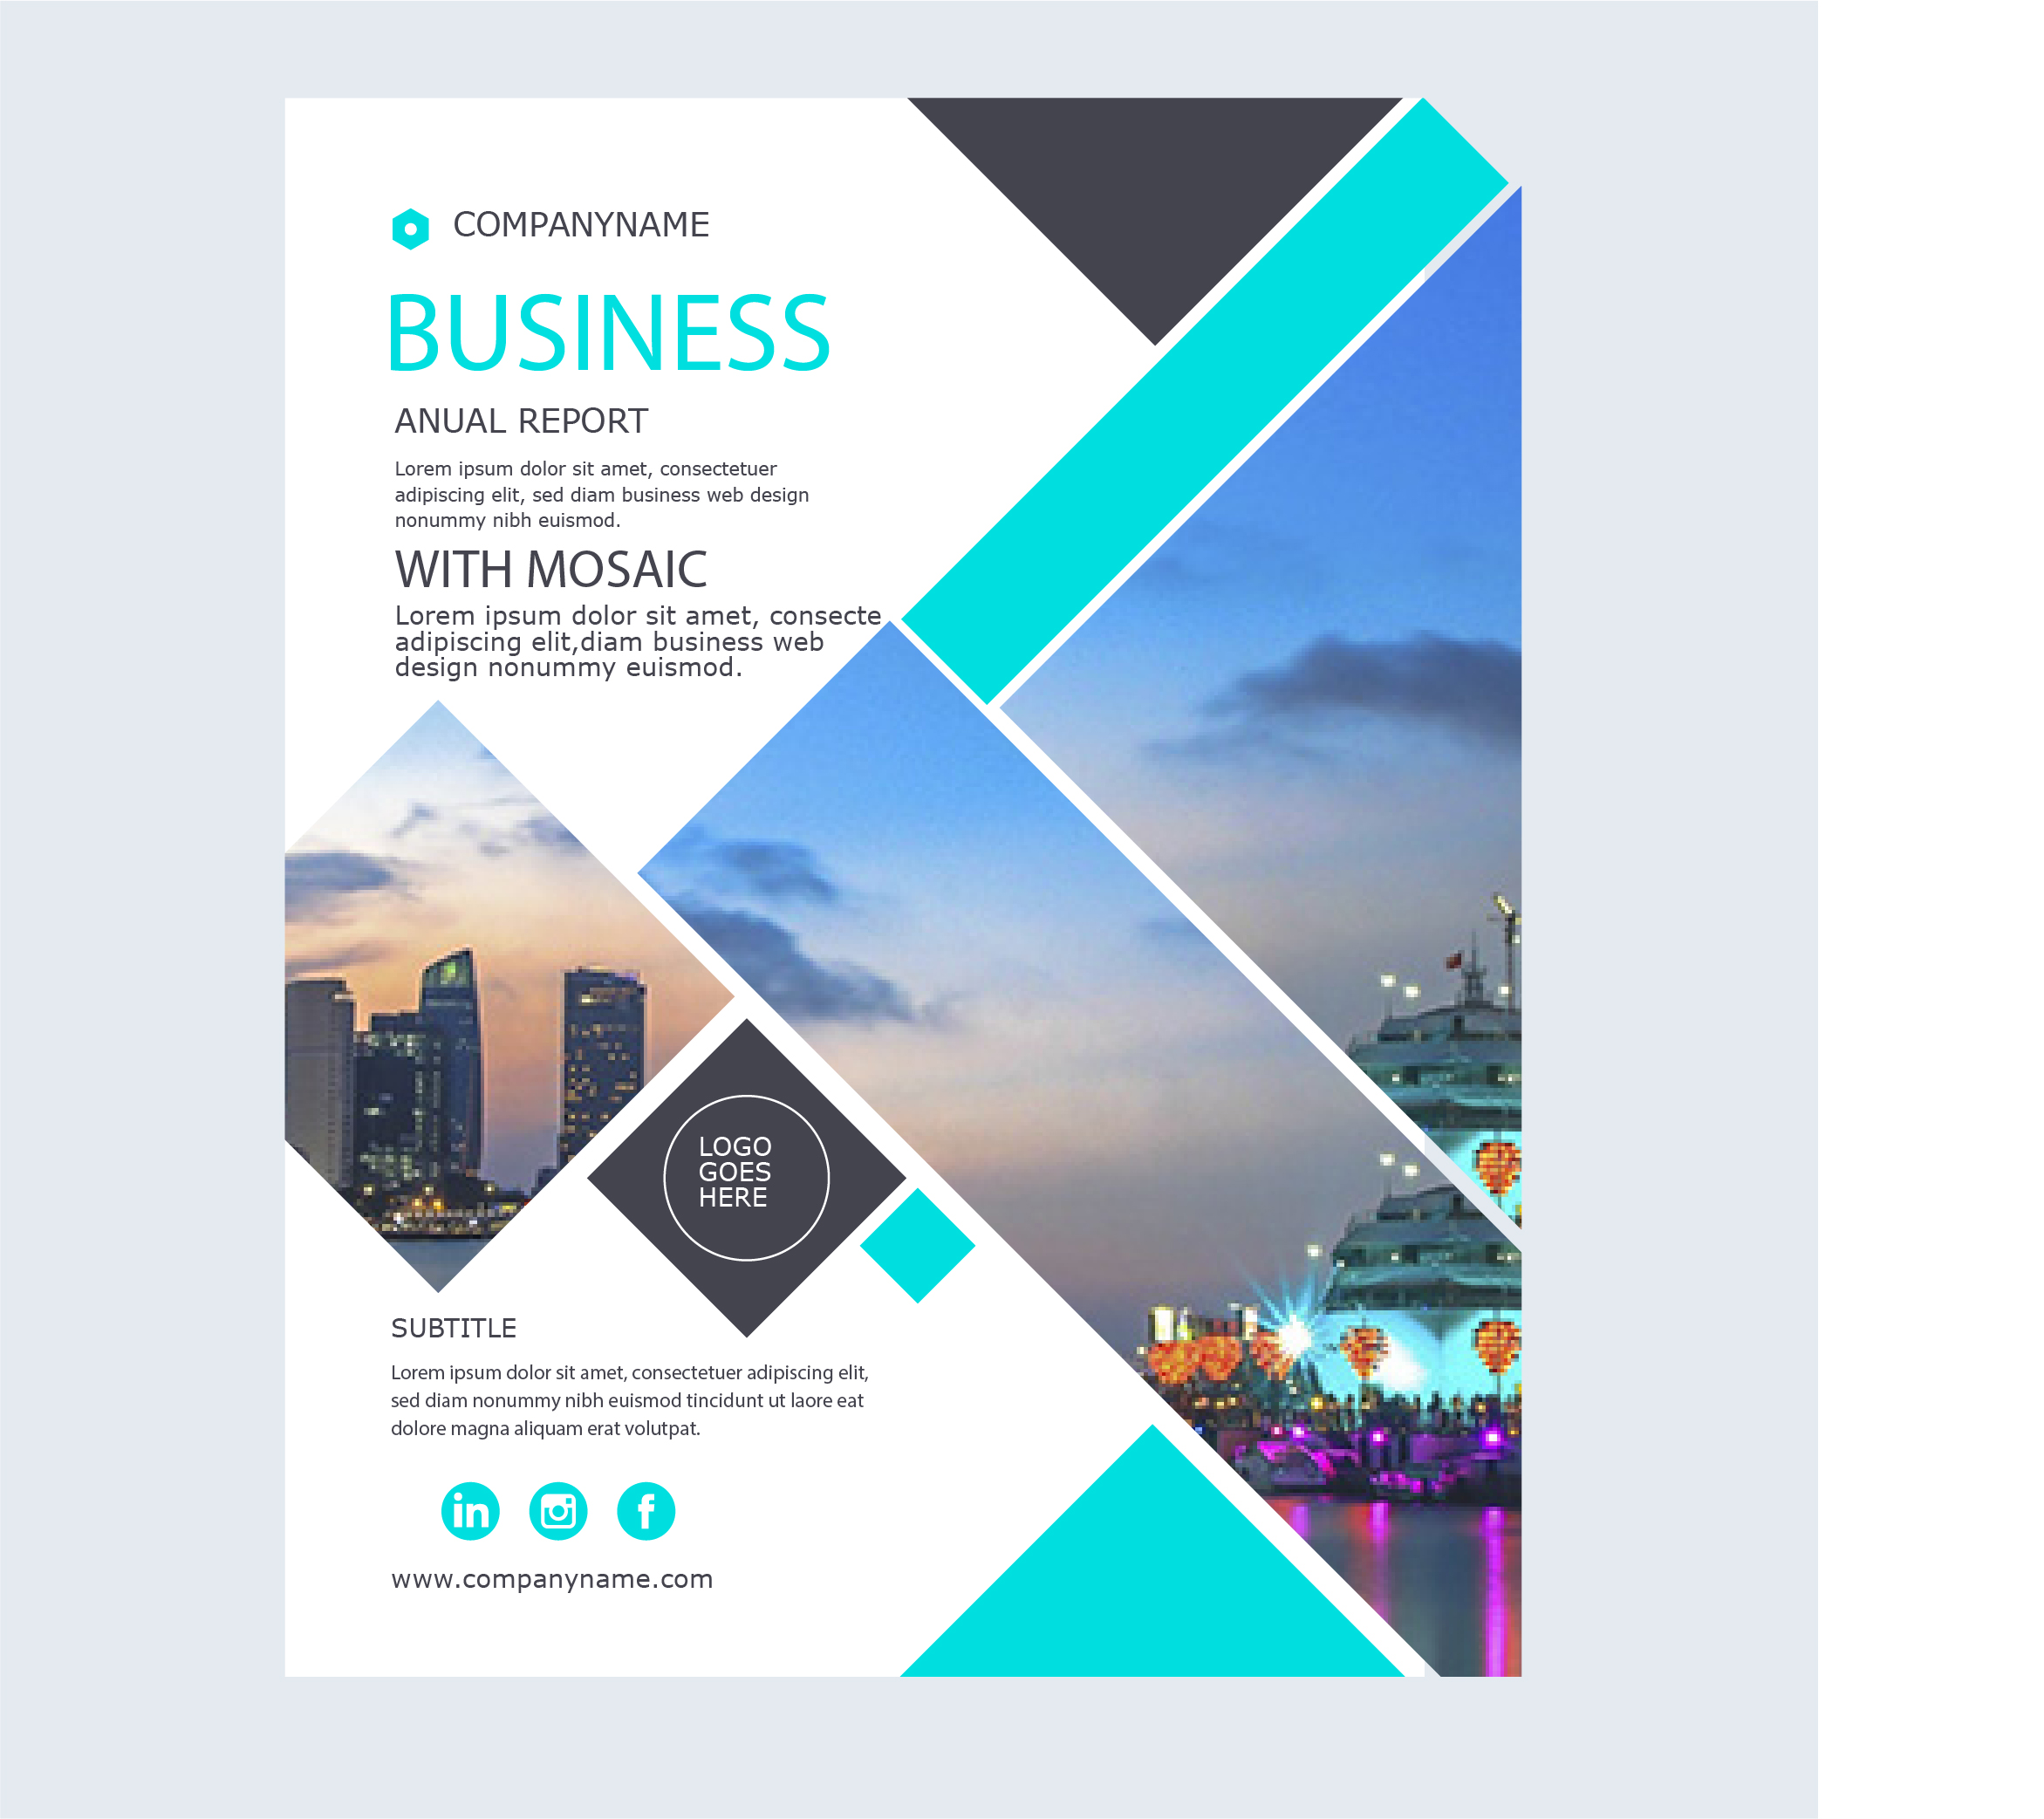 COMPANYNAME
BUSINESS
ANUAL REPORT
Lorem ipsum dolor sit amet, consectetuer
adipiscing elit, sed diam business web design
nonummy nibh euismod.
WITH MOSAIC
Lorem ipsum dolor sit amet, consecte
adipiscing elit,diam business web
design nonummy euismod.
LOGO
GOES
HERE
SUBTITLE
Lorem ipsum dolor sit amet, consectetuer adipiscing elit,
sed diam nonummy nibh euismod tincidunt ut laore eat
dolore magna aliquam erat volutpat.
in f
www.companyname.com